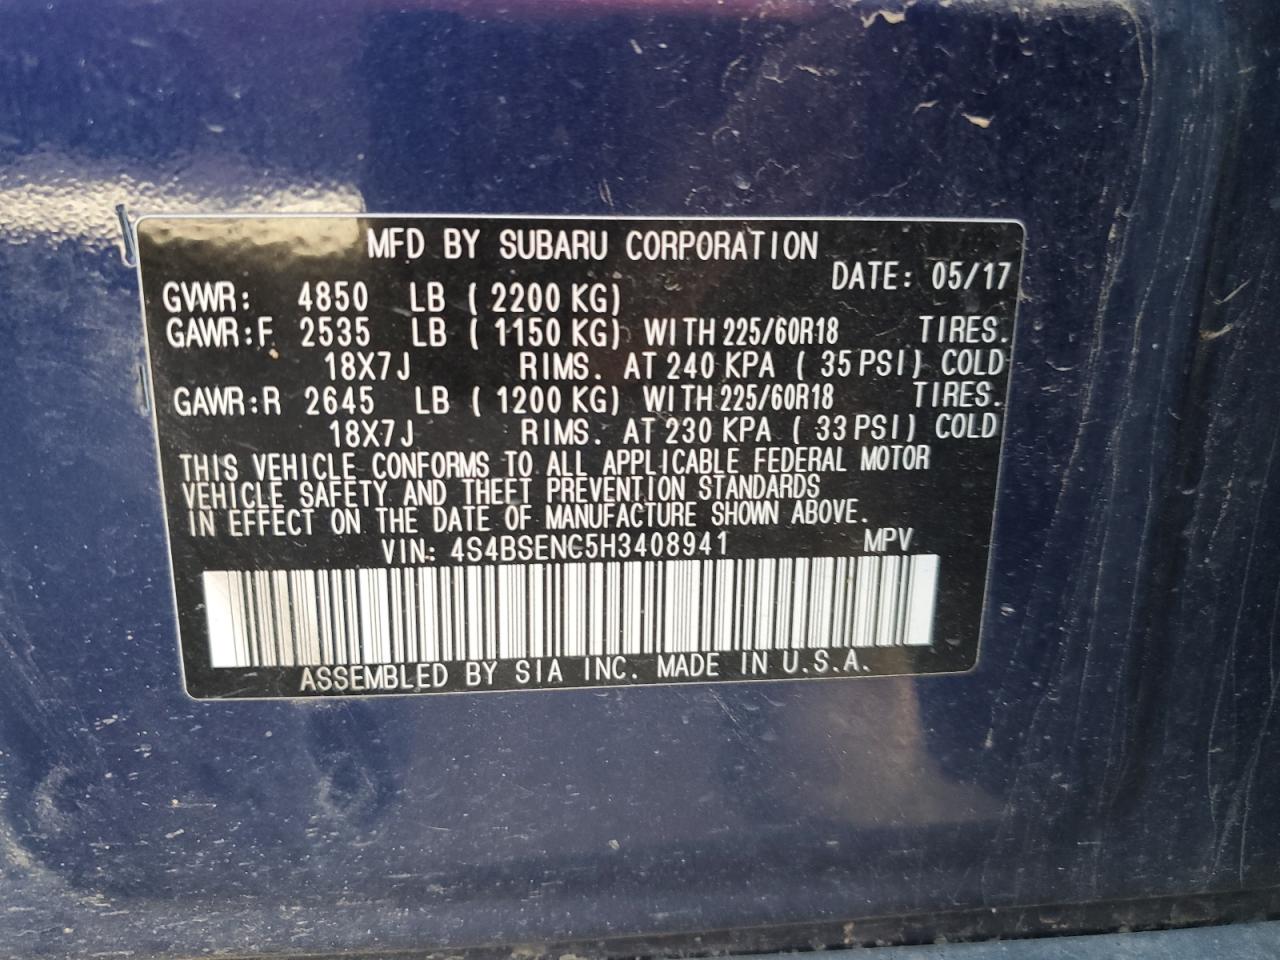 MFD BY SUBARU CORPORATION
DATE: 05/17
GVWR: 4850 LB ( 2200 KG)
GAWR:F 2535 LB ( 1150 KG) WITH 225/60R18 TIRES.
18X7J RIMS. AT 240 KPA ( 35 PSI) COLD
GAWR:R 2645 LB ( 1200 KG) WITH 225/60R18 TIRES.
18X7J RIMS. AT 230 KPA ( 33 PSI) COLD
THIS VEHICLE CONFORMS TO ALL APPLICABLE FEDERAL MOTOR
VEHICLE SAFETY AND THEFT PREVENTION STANDARDS
IN EFFECT ON THE DATE OF MANUFACTURE SHOWN ABOVE.
VIN: 4S4BSENC5H3408941 MPV
ASSEMBLED BY SIA INC. MADE IN U.S.A.